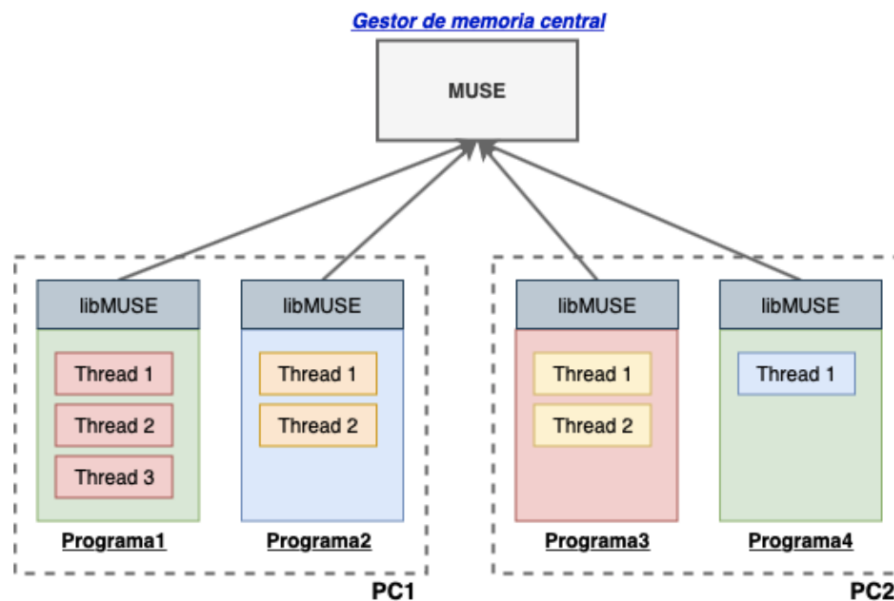 Gestor de memoria central
MUSE
libMUSE
libMUSE
libMUSE
libMUSE
Thread 1
Thread 1
Thread 1
Thread 1
Thread 2
Thread 2
Thread 2
Thread 3
Programa1
Programa2
Programa3
Programa4
PC1
PC2